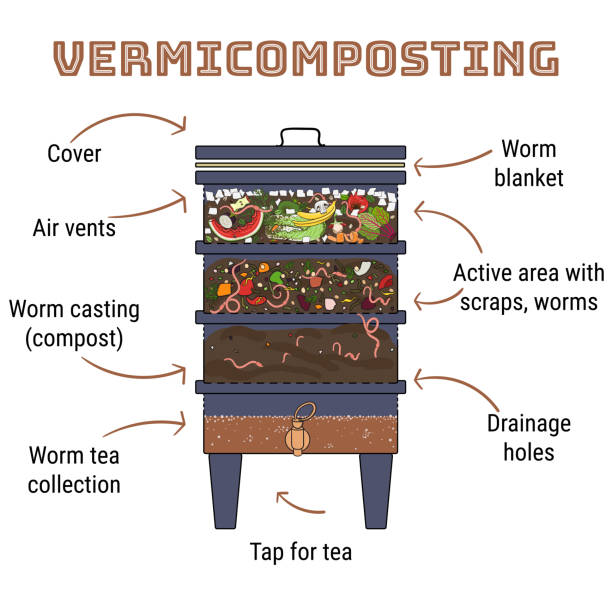 VERMICOMPOSTING
Cover
Worm
blanket
Air vents
Active area with
scraps, worms
Worm casting
(compost)
Drainage
holes
Worm tea
collection
Tap for tea